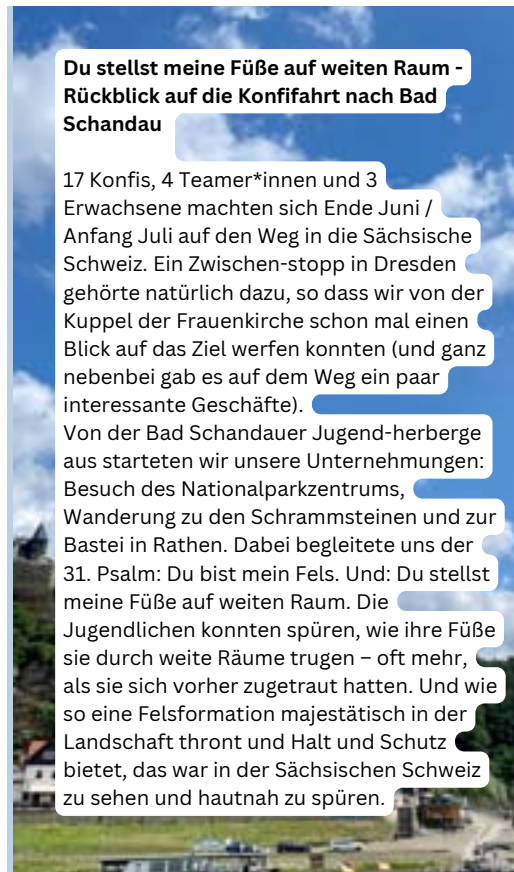 Du stellst meine Füße auf weiten Raum -
Rückblick auf die Konfifahrt nach Bad
Schandau
17 Konfis, 4 Teamer*innen und 3
Erwachsene machten sich Ende Juni /
Anfang Juli auf den Weg in die Sächsische
Schweiz. Ein Zwischen-stopp in Dresden
gehörte natürlich dazu, so dass wir von der
Kuppel der Frauenkirche schon mal einen
Blick auf das Ziel werfen konnten (und ganz
nebenbei gab es auf dem Weg ein paar
interessante Geschäfte).
Von der Bad Schandauer Jugend-herberge
aus starteten wir unsere Unternehmungen:
Besuch des Nationalparkzentrums,
Wanderung zu den Schrammsteinen und zur
Bastei in Rathen. Dabei begleitete uns der
31. Psalm: Du bist mein Fels. Und: Du stellst
meine Füße auf weiten Raum. Die
Jugendlichen konnten spüren, wie ihre Füße
sie durch weite Räume trugen – oft mehr,
als sie sich vorher zugetraut hatten. Und wie
so eine Felsformation majestätisch in der
Landschaft thront und Halt und Schutz
bietet, das war in der Sächsischen Schweiz
zu sehen und hautnah zu spüren.